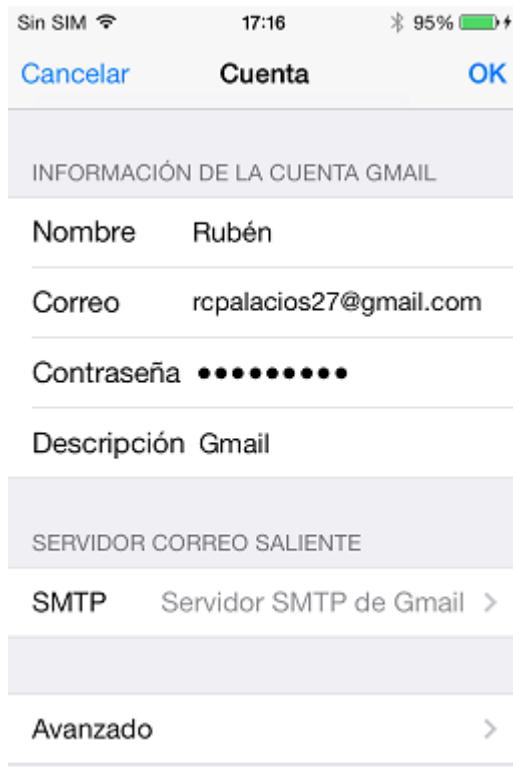 Sin SIM 17:16 95%
Cancelar Cuenta OK
INFORMACIÓN DE LA CUENTA GMAIL
Nombre Rubén
Correo rcpalacios27@gmail.com
Contraseña •••••••••
Descripción Gmail
SERVIDOR CORREO SALIENTE
SMTP Servidor SMTP de Gmail
Avanzado